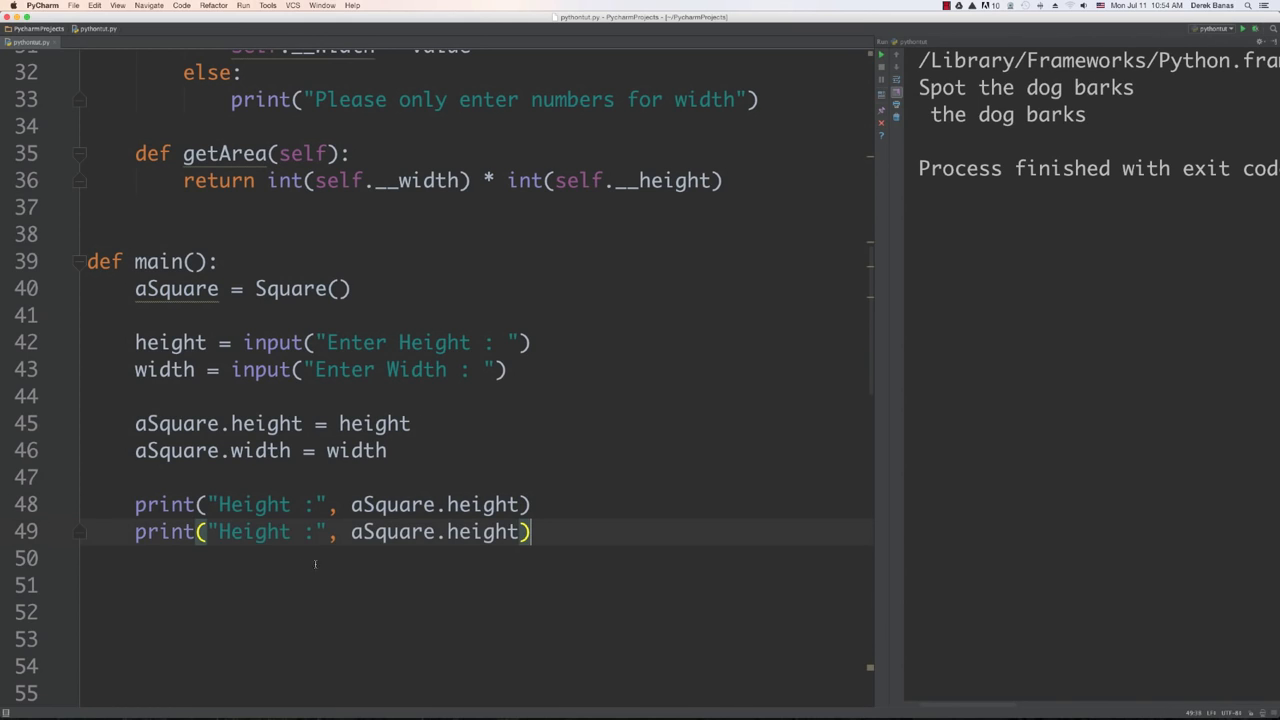 PyCharm File Edit View Navigate Code Refactor Run Tools VCS Window Help 10 Mon Jul 11 10:54 AM Derek Banas
pythontut.py - PycharmProjects - [~/PycharmProjects]
PycharmProjects pythontut.py pythontut
pythontut.py Run pythontut
31 self.__width = value
32 else:
33 print("Please only enter numbers for width")
34
35 def getArea(self):
36 return int(self.__width) * int(self.__height)
37
38
39 def main():
40 aSquare = Square()
41
42 height = input("Enter Height : ")
43 width = input("Enter Width : ")
44
45 aSquare.height = height
46 aSquare.width = width
47
48 print("Height :", aSquare.height)
49 print("Height :", aSquare.height)
50
51
52
53
54
55
/Library/Frameworks/Python.fra
Spot the dog barks
the dog barks
Process finished with exit cod
LF÷ UTF-8÷